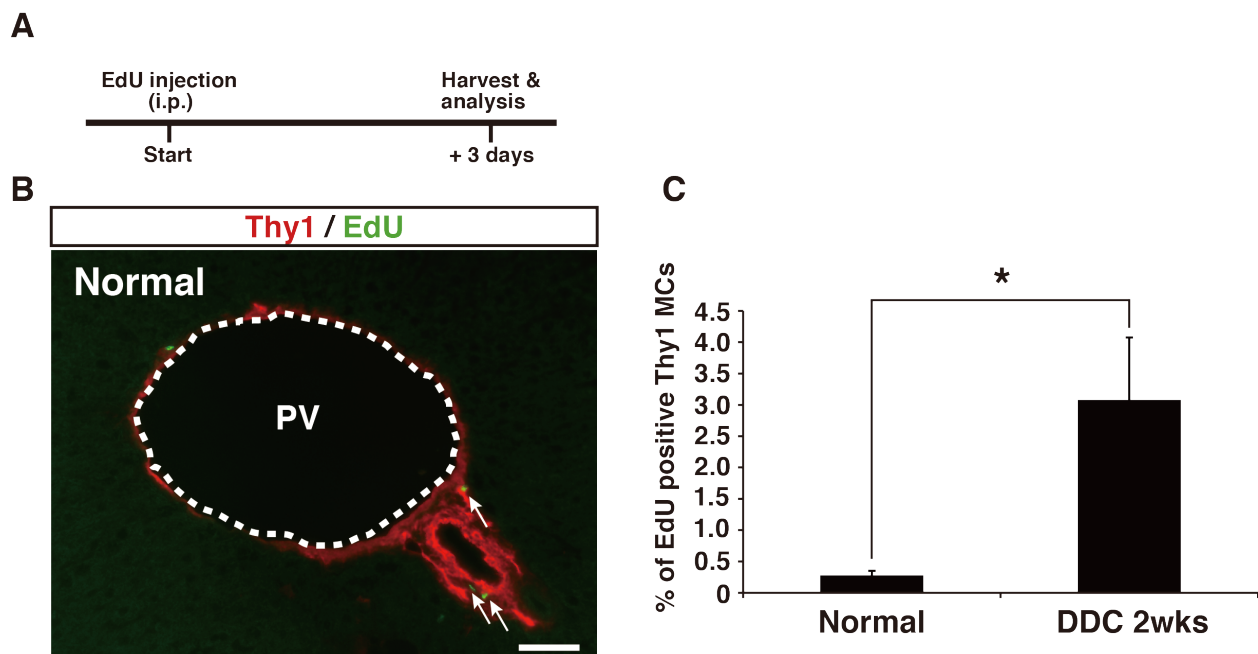 A
EdU injection
(i.p.)
Harvest &
analysis
Start
+ 3 days
B
Thy1 / EdU
Normal
PV
C
% of EdU positive Thy1 MCs
*
4.5
4.0
3.5
3.0
2.5
2.0
1.5
1.0
0.5
0
Normal
DDC 2wks